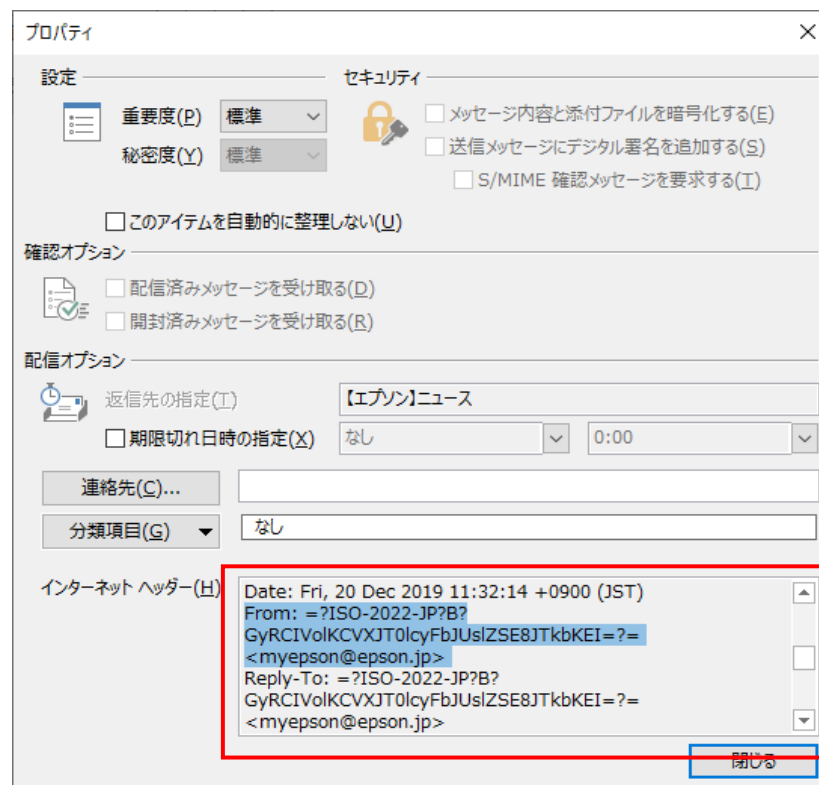 プロパティ
設定
セキュリティ
重要度(P) 標準
メッセージ内容と添付ファイルを暗号化する(E)
秘密度(Y) 標準
送信メッセージにデジタル署名を追加する(S)
S/MIME 確認メッセージを要求する(T)
このアイテムを自動的に整理しない(U)
確認オプション
配信済みメッセージを受け取る(D)
開封済みメッセージを受け取る(R)
配信オプション
返信先の指定(T) 【エプソン】ニュース
期限切れ日時の指定(X) なし 0:00
連絡先(C)...
分類項目(G) なし
インターネット ヘッダー(H)
Date: Fri, 20 Dec 2019 11:32:14 +0900 (JST)
From: =?ISO-2022-JP?B?
GyRCIVolKCVXJT0lcyFbJUslZSE8JTkbKEI=?=
<myepson@epson.jp>
Reply-To: =?ISO-2022-JP?B?
GyRCIVolKCVXJT0lcyFbJUslZSE8JTkbKEI=?=
<myepson@epson.jp>
閉じる